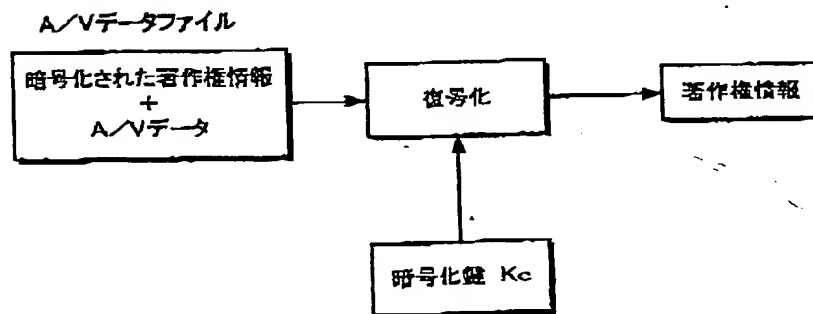 A/Vデータファイル
暗号化された著作権情報
+
A/Vデータ
復号化
著作権情報
暗号化鍵 Kc